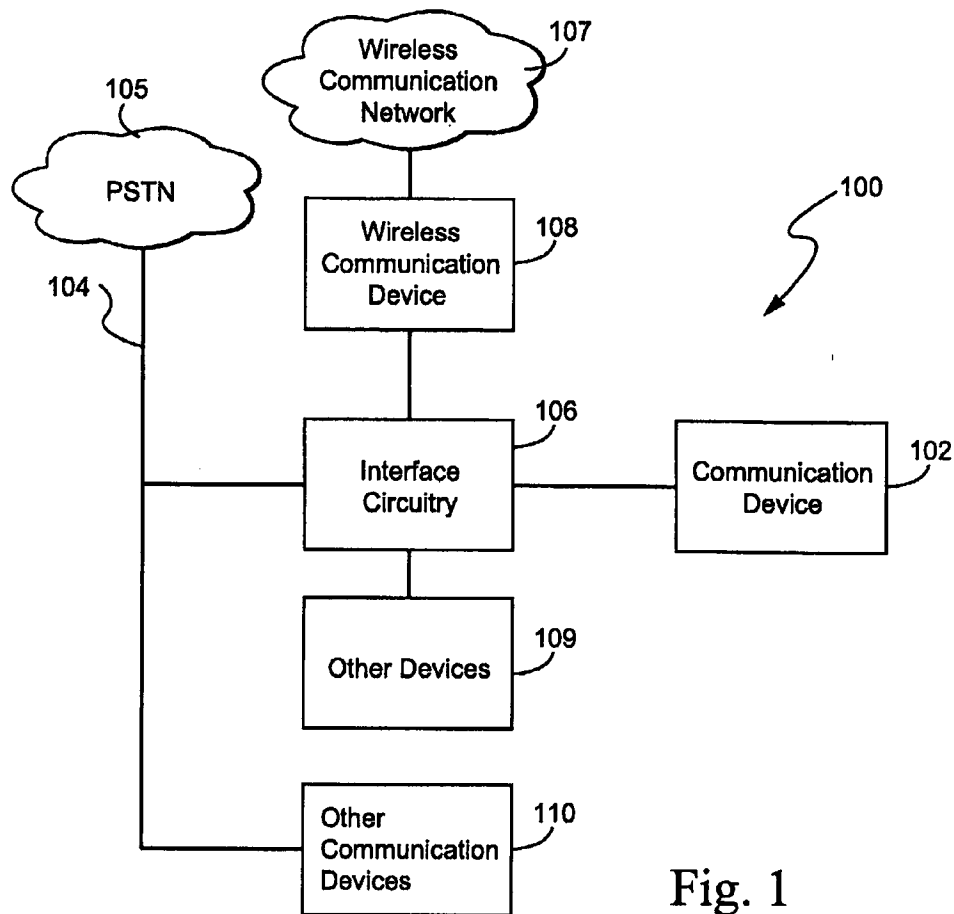 107
Wireless
Communication
Network
105
PSTN
100
Wireless
Communication
Device
108
104
106
Interface
Circuitry
Communication
Device
102
Other Devices
109
Other
Communication
Devices
110
Fig. 1